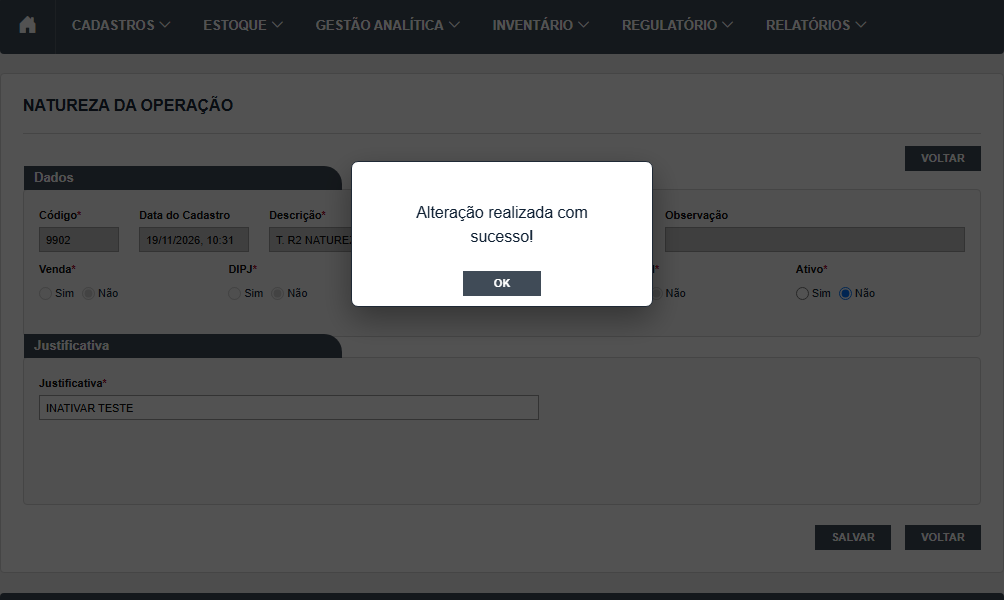 CADASTROS ESTOQUE GESTÃO ANALÍTICA INVENTÁRIO REGULATÓRIO RELATÓRIOS
NATUREZA DA OPERAÇÃO
VOLTAR
Dados
Código* Data do Cadastro Descrição* Observação
9902 19/11/2026, 10:31 T. R2
Venda* DIPJ* Ativo*
Sim Não Sim Não Não Sim Não
Alteração realizada com
sucesso!
OK
Justificativa
Justificativa*
INATIVAR TESTE
SALVAR VOLTAR